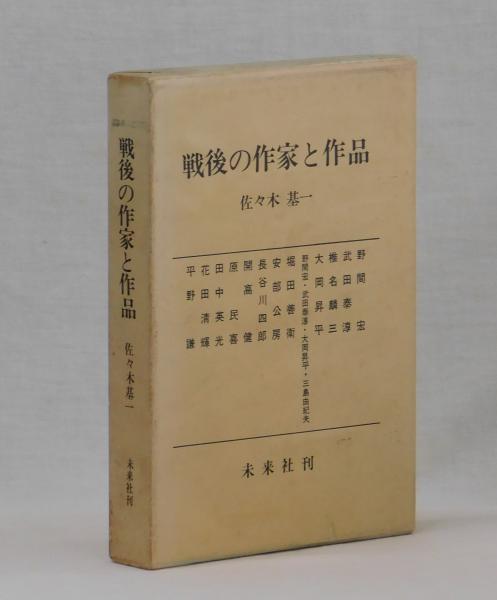 戦後の作家と作品
佐々木 基一
野間 宏
武田泰淳
椎名麟三
大岡昇平
野間宏・武田泰淳・大岡昇平・三島由紀夫
堀田善衛
安部公房
長谷川四郎
開高 健
原 民喜
田中英光
花田清輝
平野 謙
未来社刊
戦後の作家と作品
佐々木基一
未来社刊